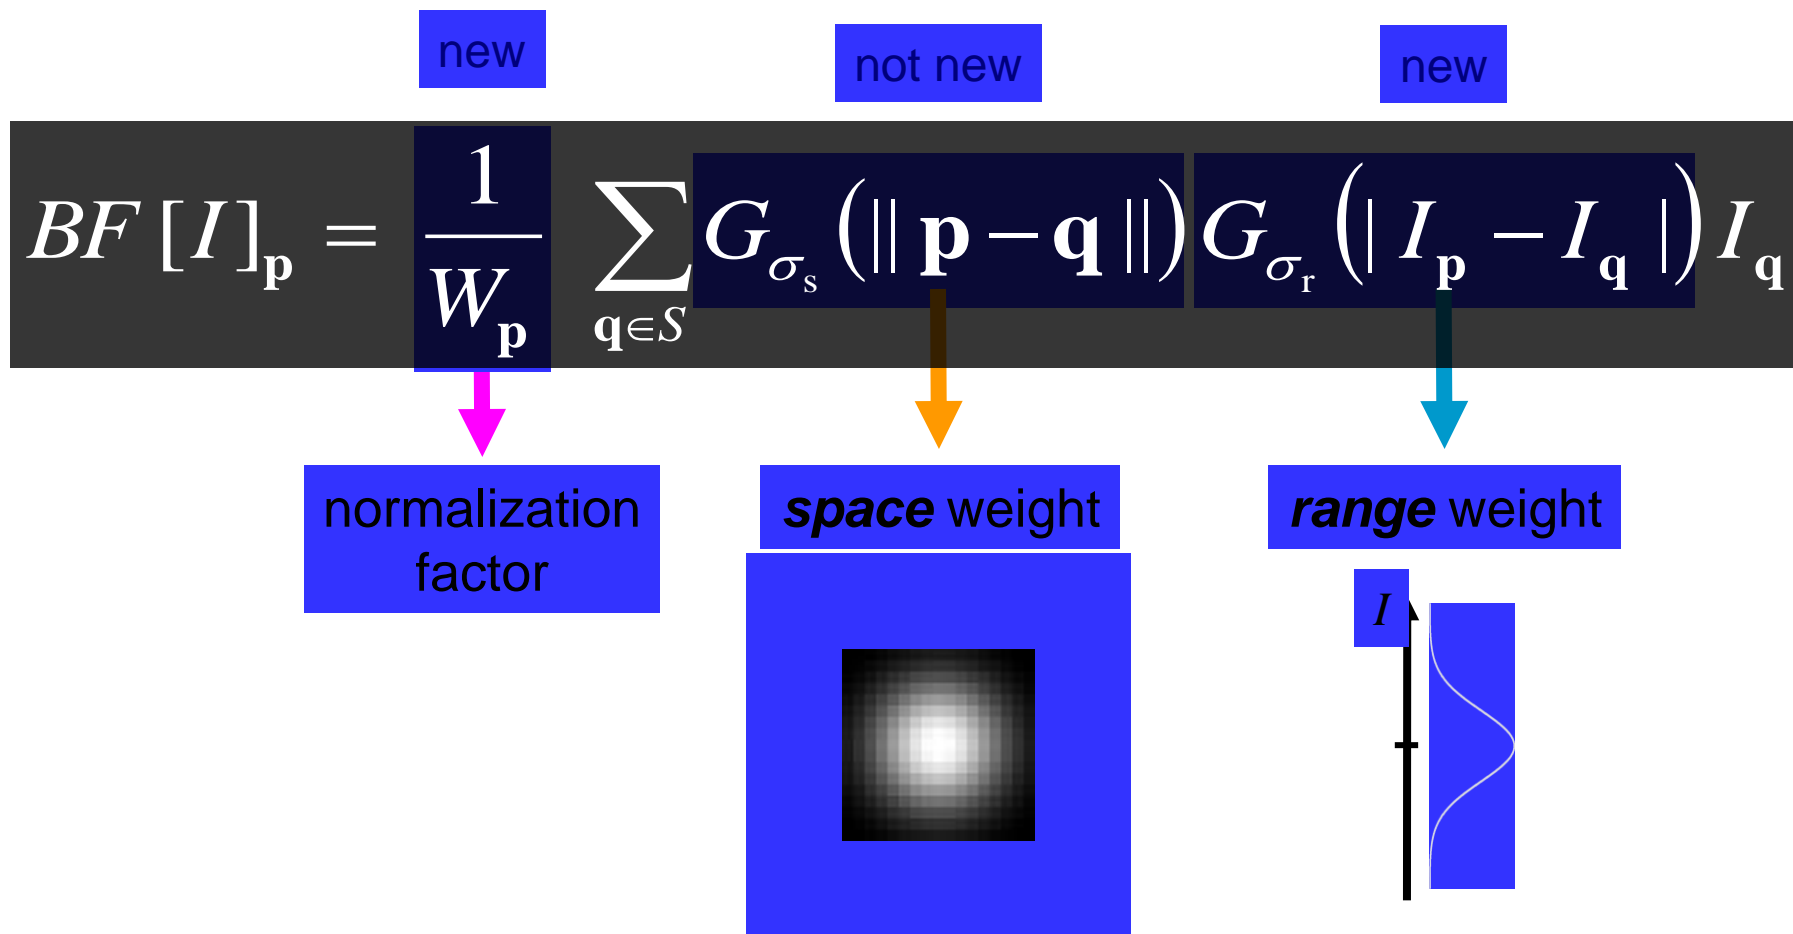 new not new new
BF [I]p = 1/Wp ∑q∈S Gσs (|| p − q ||) Gσr (| Ip − Iq |) Iq
normalization
factor
space weight
range weight
I